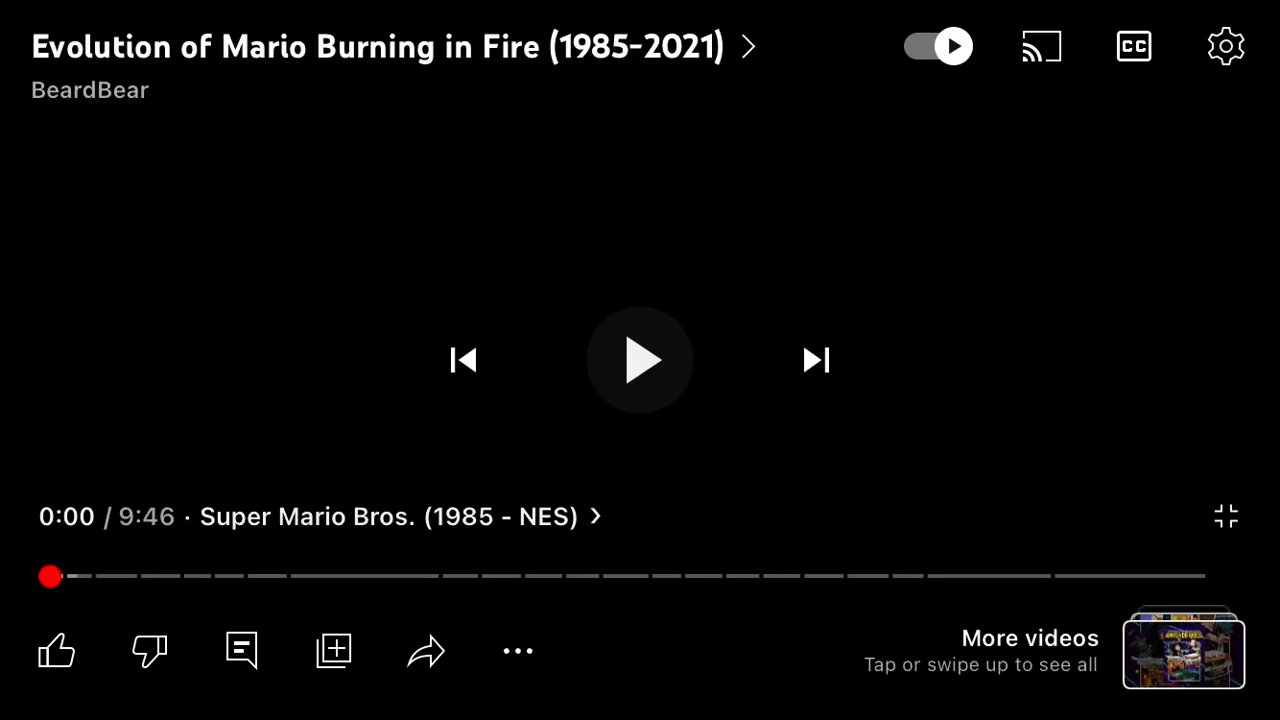 Evolution of Mario Burning in Fire (1985-2021)
BeardBear
CC
0:00 / 9:46 · Super Mario Bros. (1985 - NES)
More videos
Tap or swipe up to see all